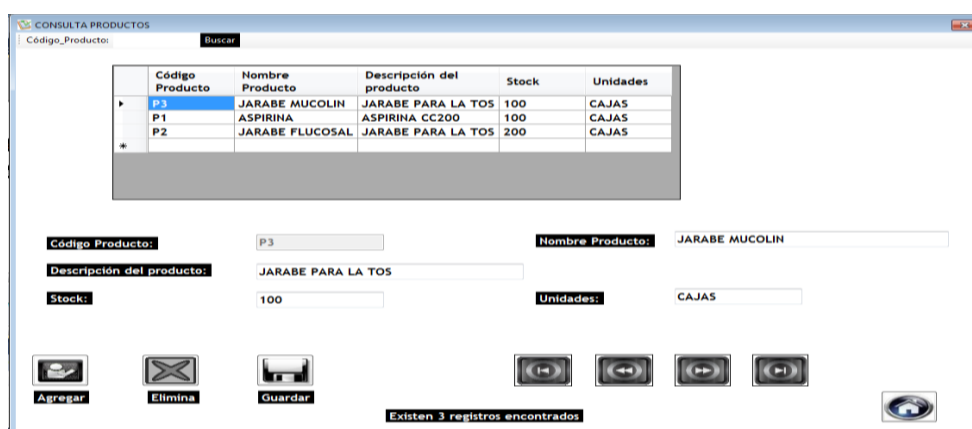 CONSULTA PRODUCTOS
Código_Producto: Buscar
Código Producto Nombre Producto Descripción del producto Stock Unidades
P3 JARABE MUCOLIN JARABE PARA LA TOS 100 CAJAS
P1 ASPIRINA ASPIRINA CC200 100 CAJAS
P2 JARABE FLUCOSAL JARABE PARA LA TOS 200 CAJAS
Código Producto: P3 Nombre Producto: JARABE MUCOLIN
Descripción del producto: JARABE PARA LA TOS
Stock: 100 Unidades: CAJAS
Agregar Elimina Guardar
Existen 3 registros encontrados